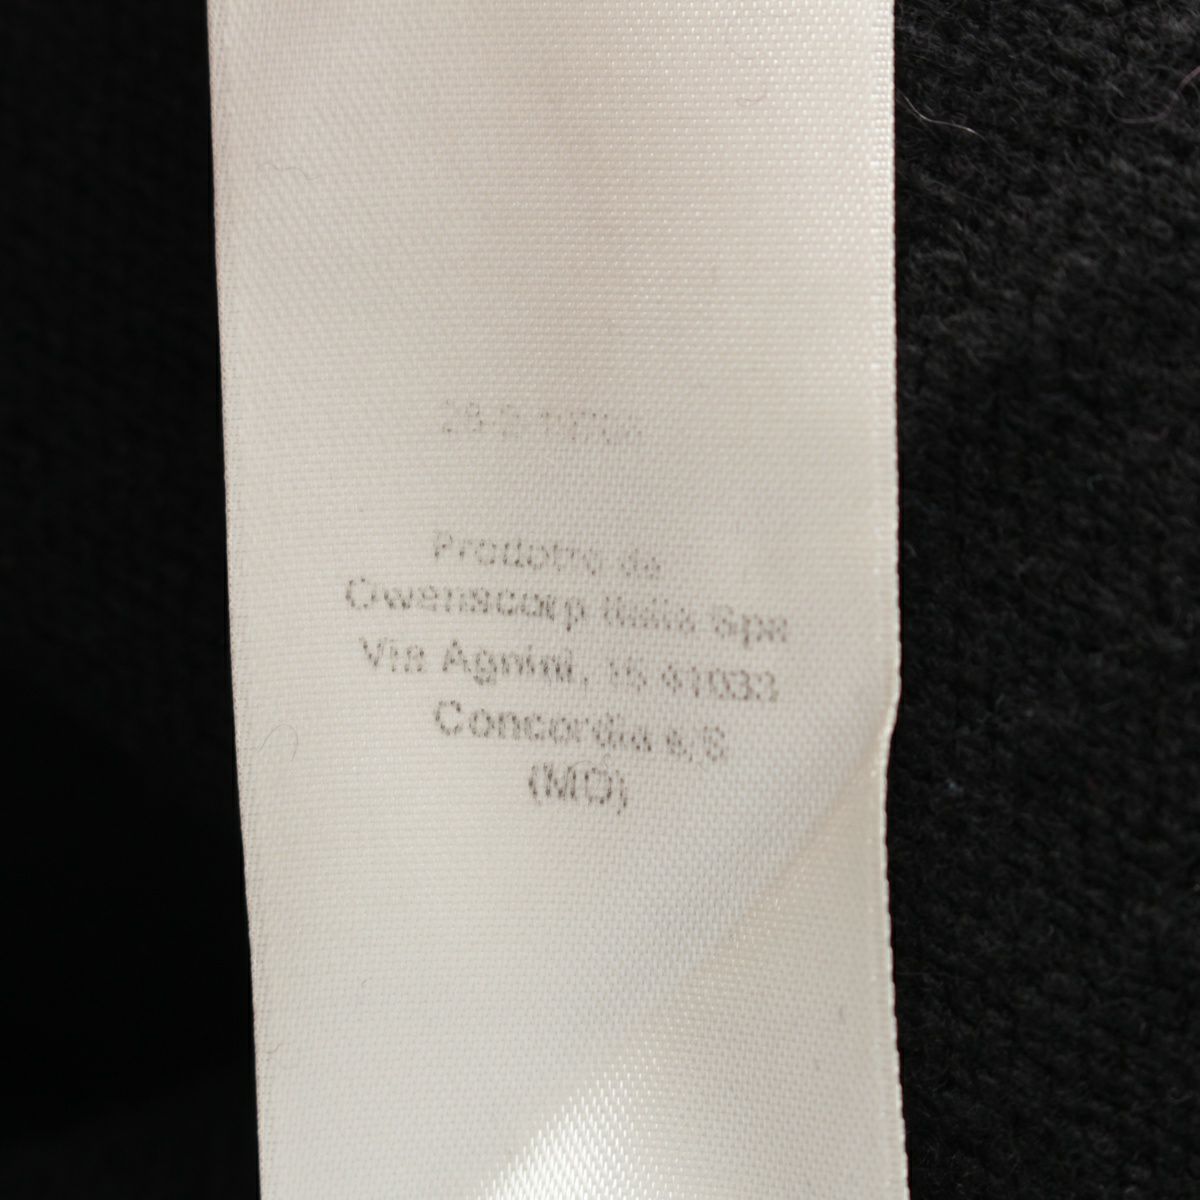 Prodotto da
Owenscorp Italia Spa
Via Agnini, 15 41033
Concordia s/S
(MO)